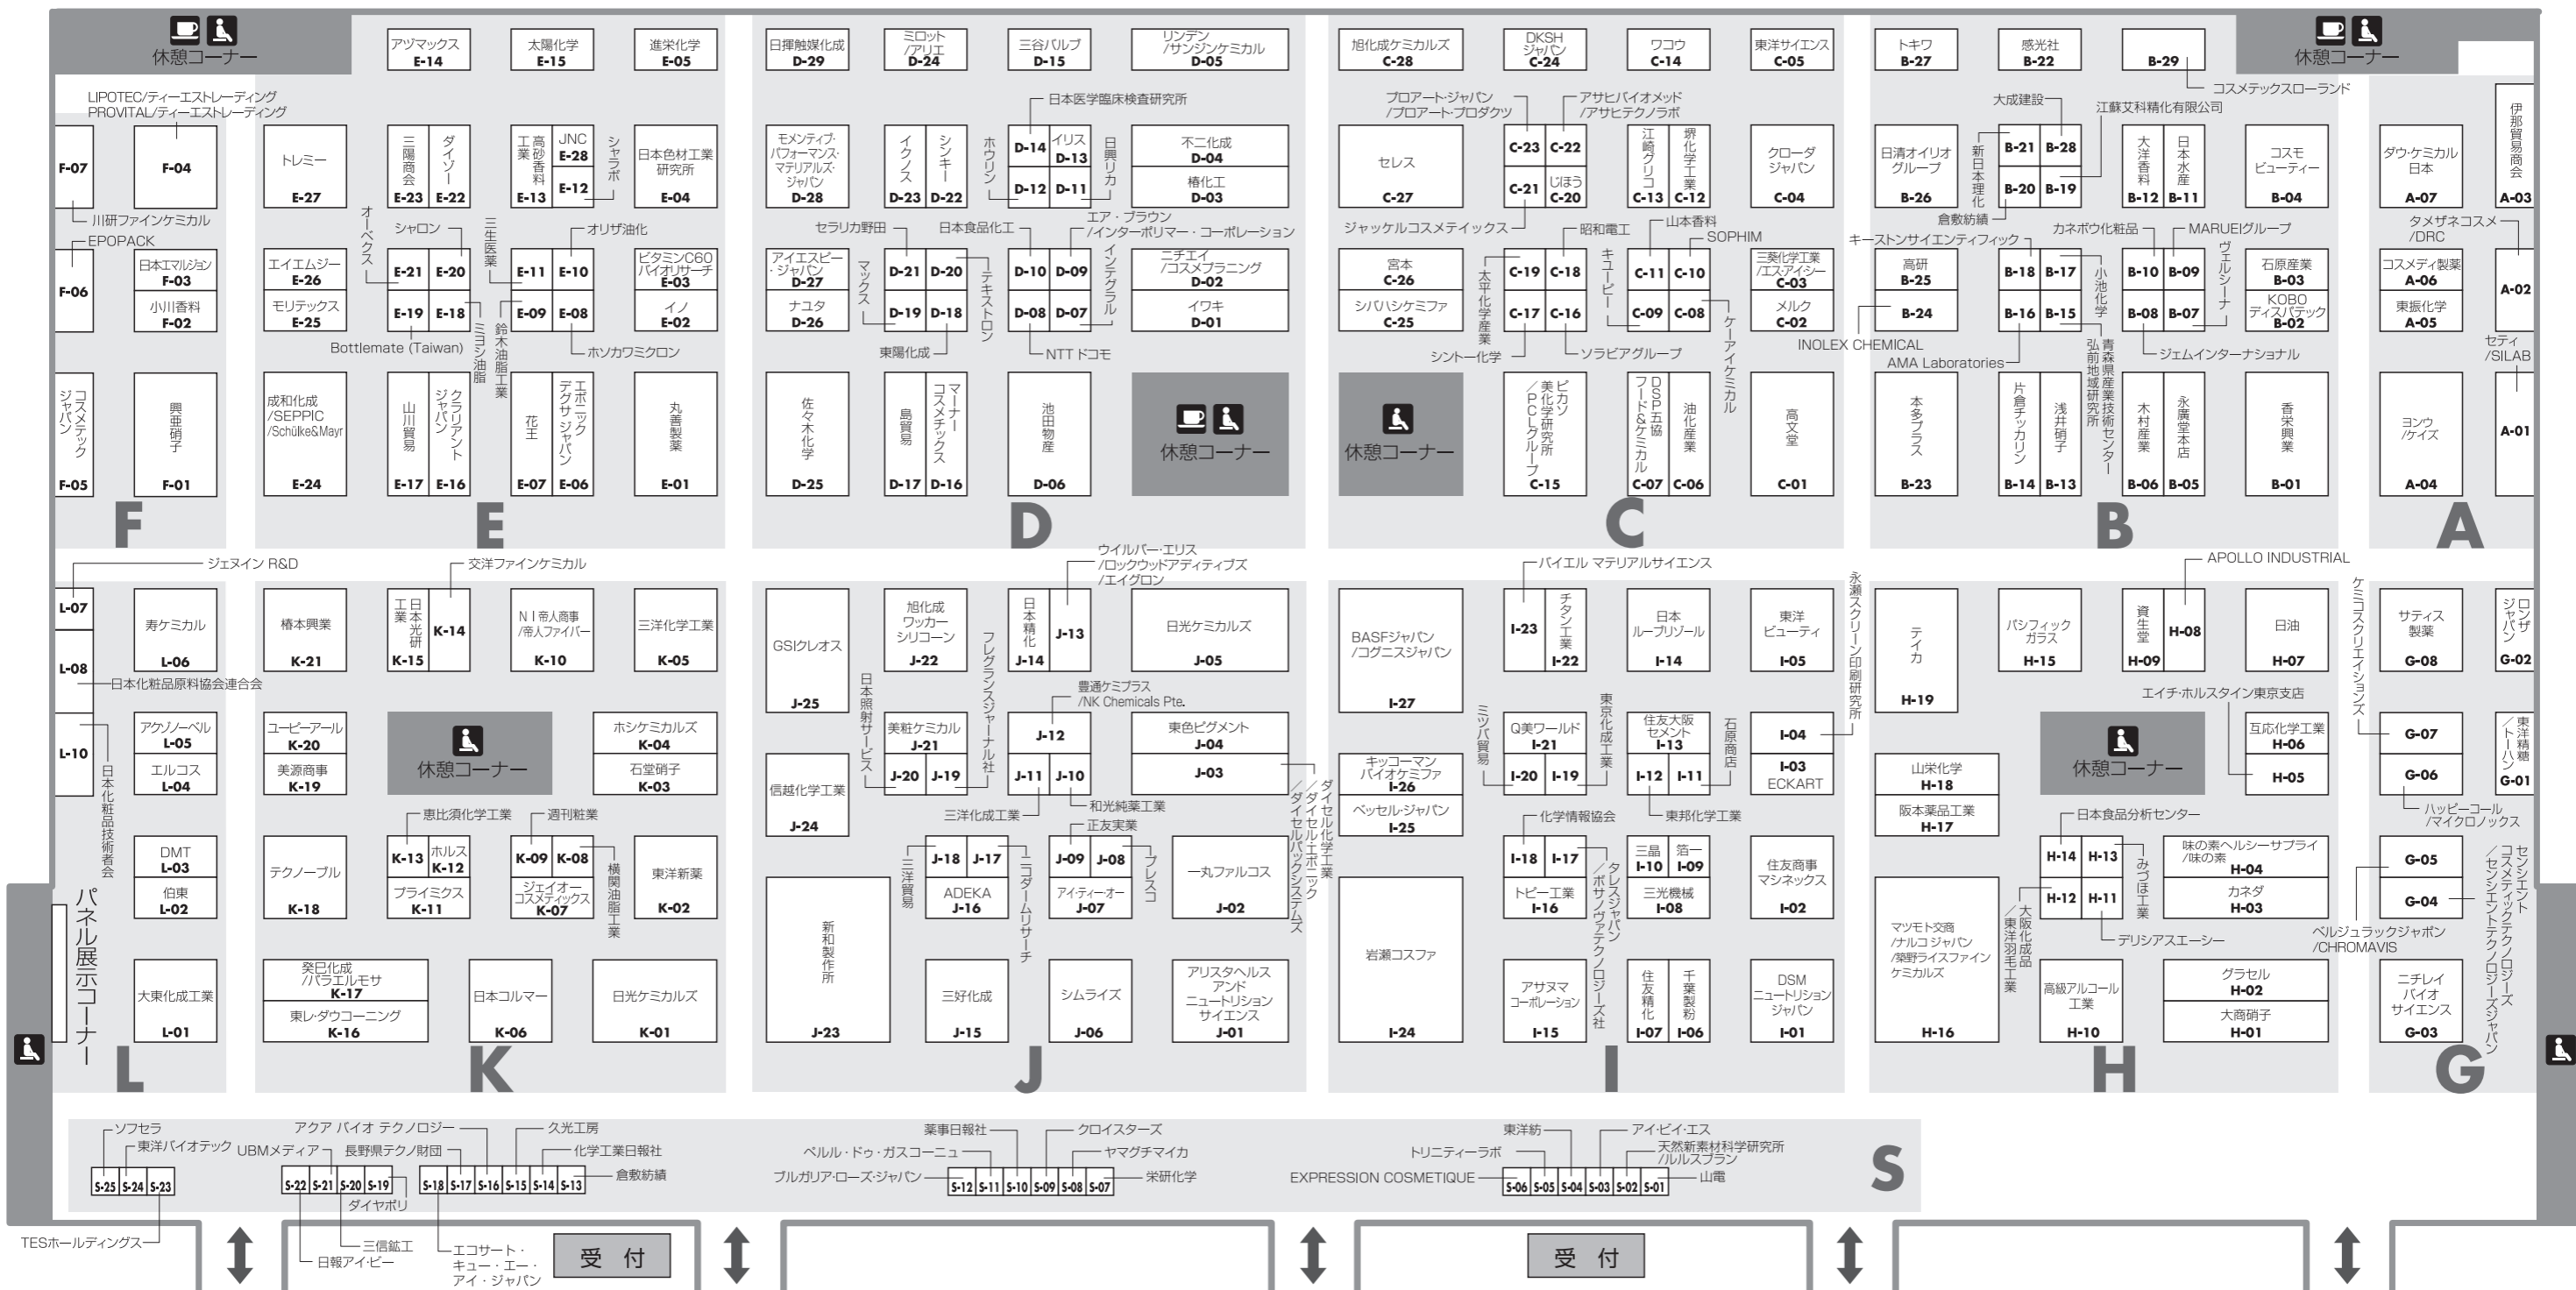 休憩コーナー
アヅマックス
E-14
太陽化学
E-15
進栄化学
E-05
日揮触媒化成
D-29
ミロット
/アリエ
D-24
三谷バルブ
D-15
リンデン
/サンジンケミカル
D-05
旭化成ケミカルズ
C-28
DKSH
ジャパン
C-24
ワコウ
C-14
東洋サイエンス
C-05
トキワ
B-27
感光社
B-22
B-29
コスメテックスローランド
休憩コーナー
LIPOTEC/ティーエストレーディング
PROVITAL/ティーエストレーディング
F-07
F-04
川研ファインケミカル
EPOPACK
F-06
日本エマルジョン
F-03
小川香料
F-02
コスメテック
ジャパン
F-05
興亜硝子
F-01
F
トレミー
E-27
三陽商会
E-23
ダイゾー
E-22
高砂香料
工業
E-13
JNC
E-28
E-12
シャラボ
日本色材工業
研究所
E-04
オーベクス
シャロン
三生医薬
オリザ油化
エイエムジー
E-26
モリテックス
E-25
E-21
E-20
E-19
E-18
E-11
E-10
E-09
E-08
ビタミンC60
バイオリサーチ
E-03
イノ
E-02
Bottlemate (Taiwan)
ミヨシ油脂
鈴木油脂工業
ホソカワミクロン
成和化成
/SEPPIC
/Schülke&Mayr
E-24
山川貿易
E-17
クラリアント
ジャパン
E-16
花王
E-07
エボニック
デグサ ジャパン
E-06
丸善製薬
E-01
E
日本医学臨床検査研究所
モメンティブ・
パフォーマンス・
マテリアルズ・
ジャパン
D-28
イクノス
D-23
シンキー
D-22
ホウリン
D-14
イリス
D-13
D-12
D-11
日興リカ
不二化成
D-04
椿化工
D-03
セラリカ野田
日本食品化工
エア・ブラウン
/インターポリマー・コーポレーション
アイエスピー
・ジャパン
D-27
ナユタ
D-26
マックス
D-21
D-20
D-19
D-18
テキストロン
D-10
D-09
D-08
D-07
インテグラル
ニチエイ
/コスメプラニング
D-02
イワキ
D-01
東陽化成
NTT ドコモ
佐々木化学
D-25
島貿易
D-17
マーナー
コスメチックス
D-16
池田物産
D-06
休憩コーナー
D
プロアート・ジャパン
/プロアート・プロダクツ
アサヒバイオメッド
/アサヒテクノラボ
セレス
C-27
C-23
C-22
C-21
じほう
C-20
江崎グリコ
C-13
堺化学工業
C-12
クローダ
ジャパン
C-04
ジャッケルコスメテイックス
昭和電工
山本香料
SOPHIM
宮本
C-26
シバハシケミファ
C-25
太平化学産業
C-19
C-18
C-17
C-16
キユーピー
C-11
C-10
C-09
C-08
三葵化学工業
/エス・アイシー
C-03
メルク
C-02
シントー化学
ソラビアグループ
ケーアイケミカル
休憩コーナー
ピカソ
美化学研究所
/PCLグループ
C-15
DSP五協
フード&ケミカル
C-07
油化産業
C-06
高文堂
C-01
C
大成建設
江蘇艾科精化有限公司
日清オイリオ
グループ
B-26
新日本理化
B-21
B-28
B-20
B-19
大洋香料
B-12
日本水産
B-11
コスモ
ビューティー
B-04
倉敷紡績
キーストンサイエンティフィック
カネボウ化粧品
MARUEIグループ
高研
B-25
B-24
B-18
B-17
B-16
B-15
小池化学
B-10
B-09
B-08
B-07
ヴェルシーナ
石原産業
B-03
KOBO
ディスパテック
B-02
INOLEX CHEMICAL
AMA Laboratories
青森県産業技術センター
弘前地域研究所
ジェムインターナショナル
本多プラス
B-23
片倉チッカリン
B-14
浅井硝子
B-13
木村産業
B-06
永廣堂本店
B-05
香栄興業
B-01
B
ダウ・ケミカル
日本
A-07
伊那貿易商会
A-03
タメザネコスメ
/DRC
コスメディ製薬
A-06
東振化学
A-05
A-02
セティ
/SILAB
ヨンウ
/ケイズ
A-04
A-01
A
ジェヌイン R&D
L-07
L-08
日本化粧品原料協会連合会
L-10
日本化粧品技術者会
寿ケミカル
L-06
アクゾノーベル
L-05
エルコス
L-04
DMT
L-03
伯東
L-02
大東化成工業
L-01
パネル展示コーナー
L
交洋ファインケミカル
椿本興業
K-21
日本光研
工業
K-15
K-14
NI帝人商事
/帝人ファイバー
K-10
三洋化学工業
K-05
ユーピーアール
K-20
美源商事
K-19
休憩コーナー
ホシケミカルズ
K-04
石堂硝子
K-03
恵比須化学工業
週刊粧業
テクノーブル
K-18
K-13
ホルス
K-12
プライミクス
K-11
K-09
K-08
ジェイオー
コスメティックス
K-07
横関油脂工業
東洋新薬
K-02
癸巳化成
/パラエルモサ
K-17
東レ・ダウコーニング
K-16
日本コルマー
K-06
日光ケミカルズ
K-01
K
ウイルバー・エリス
/ロックウッドアディティブズ
/エイグロン
GSIクレオス
J-25
旭化成
ワッカー
シリコーン
J-22
フレグランスジャーナル社
日本精化
J-14
J-13
日光ケミカルズ
J-05
日本照射サービス
豊通ケミプラス
/NK Chemicals Pte.
美粧ケミカル
J-21
J-20
J-19
J-12
J-11
J-10
東色ピグメント
J-04
J-03
信越化学工業
J-24
三洋化成工業
和光純薬工業
正友実業
ダイセル化学工業
/ダイセル・エボニック
/ダイセルパックシステムズ
三洋貿易
J-18
J-17
ADEKA
J-16
ニコダームリサーチ
J-09
J-08
アイ・ティー・オー
J-07
プレスコ
一丸ファルコス
J-02
新和製作所
J-23
三好化成
J-15
シムライズ
J-06
アリスタヘルス
アンド
ニュートリション
サイエンス
J-01
J
バイエル マテリアルサイエンス
BASFジャパン
/コグニスジャパン
I-27
I-23
チタン工業
I-22
日本
ルーブリゾール
I-14
東洋
ビューティ
I-05
永瀬スクリーン印刷研究所
ミツバ貿易
Q美ワールド
I-21
I-20
I-19
東京化成工業
住友大阪
セメント
I-13
I-12
I-11
石原商店
I-04
I-03
ECKART
キッコーマン
バイオケミファ
I-26
ベッセル・ジャパン
I-25
化学情報協会
東邦化学工業
I-18
I-17
トピー工業
I-16
タレスジャパン
/ボサノヴァテクノロジーズ社
三晶
I-10
箔一
I-09
三光機械
I-08
住友商事
マシネックス
I-02
岩瀬コスファ
I-24
アサヌマ
コーポレーション
I-15
住友精化
I-07
千葉製粉
I-06
DSM
ニュートリション
ジャパン
I-01
I
APOLLO INDUSTRIAL
テイカ
H-19
パシフィック
ガラス
H-15
資生堂
H-09
H-08
日油
H-07
エイチ・ホルスタイン東京支店
休憩コーナー
互応化学工業
H-06
H-05
山栄化学
H-18
阪本薬品工業
H-17
日本食品分析センター
H-14
H-13
H-12
H-11
みづほ工業
味の素ヘルシーサプライ
/味の素
H-04
カネダ
H-03
大阪化成品
/東洋羽毛工業
デリシアスエーシー
マツモト交商
/ナルコ ジャパン
/築野ライスファイン
ケミカルズ
H-16
高級アルコール
工業
H-10
グラセル
H-02
大商硝子
H-01
H
ケミコスクリエイションズ
サティス
製薬
G-08
ロンザ
ジャパン
G-02
G-07
G-06
東洋精糖
/トーハン
G-01
ハッピーコール
/マイクロノックス
G-05
G-04
ベルジュラックジャポン
/CHROMAVIS
センシエント
コスメティックテクノロジーズ
/センシエントテクノロジーズジャパン
ニチレイ
バイオ
サイエンス
G-03
G
ソフセラ
東洋バイオテック
S-25
S-24
S-23
TESホールディングス
UBMメディア
S-22
S-21
S-20
S-19
ダイヤポリ
三信鉱工
日報アイ・ビー
アクア バイオ テクノロジー
長野県テクノ財団
久光工房
化学工業日報社
倉敷紡績
S-18
S-17
S-16
S-15
S-14
S-13
エコサート・
キュー・エー・
アイ・ジャパン
薬事日報社
クロイスターズ
ペルル・ドゥ・ガスコーニュ
ヤマグチマイカ
ブルガリア・ローズ・ジャパン
S-12
S-11
S-10
S-09
S-08
S-07
栄研化学
東洋紡
アイ・ビイ・エス
トリニティーラボ
天然新素材科学研究所
/ルルスブラン
EXPRESSION COSMETIQUE
S-06
S-05
S-04
S-03
S-02
S-01
山電
S
受 付
受 付